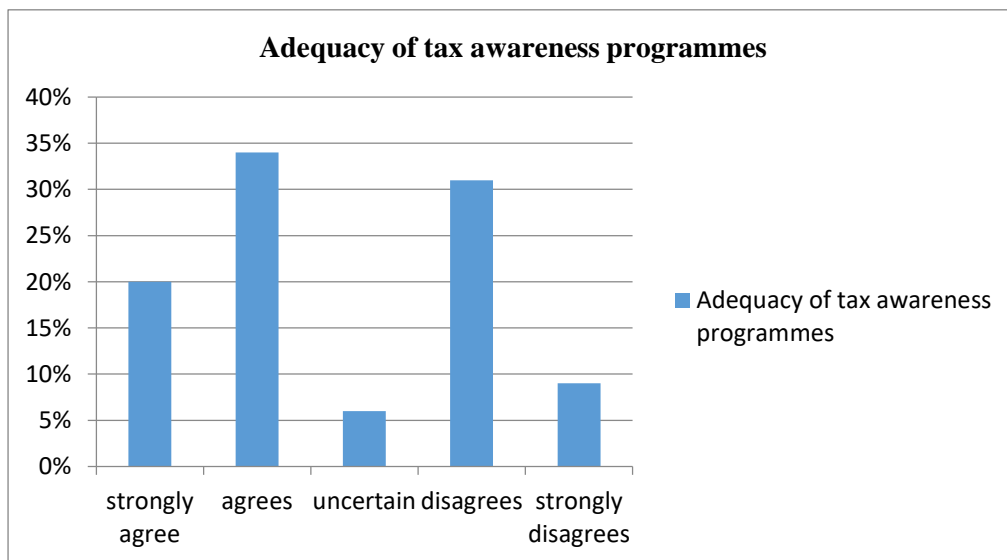 Adequacy of tax awareness programmes
40%
35%
30%
25%
20%
15%
10%
5%
0%
strongly
agree
agrees
uncertain
disagrees
strongly
disagrees
Adequacy of tax awareness
programmes